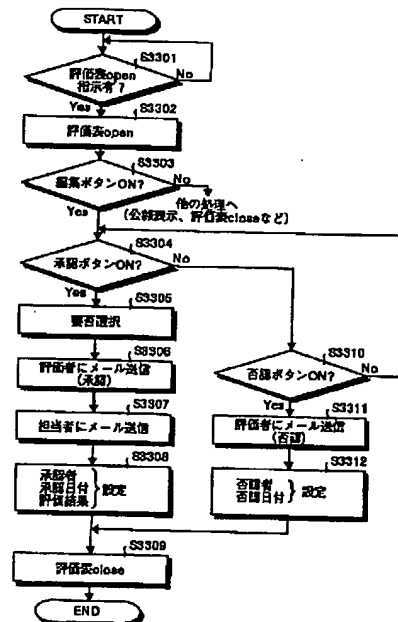 START
S3301
評価表open
指示有?
No
Yes
S3302
評価表open
S3303
編集ボタンON?
No
Yes
他の処理へ
(公報表示、評価表closeなど)
S3304
承認ボタンON?
No
Yes
S3305
要否選択
S3306
評価者にメール送信
(承認)
S3307
担当者にメール送信
S3308
承認者
承認日付
評価結果
設定
S3310
否認ボタンON?
No
Yes
S3311
評価者にメール送信
(否認)
S3312
否認者
否認日付
設定
S3309
評価表close
END